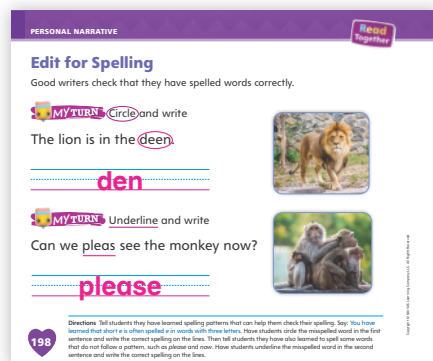 PERSONAL NARRATIVE
Read
Together
Edit for Spelling
Good writers check that they have spelled words correctly.
MY TURN Circle and write
The lion is in the deen.
den
MY TURN Underline and write
Can we pleas see the monkey now?
please
198
Directions Tell students they have learned spelling patterns that can help them check their spelling. Say: You have
learned that short e is often spelled e in words with three letters. Have students circle the misspelled word in the first
sentence and write the correct spelling on the lines. Then tell students they have also learned to spell some words
that do not follow a pattern, such as please and now. Have students underline the misspelled word in the second
sentence and write the correct spelling on the lines.